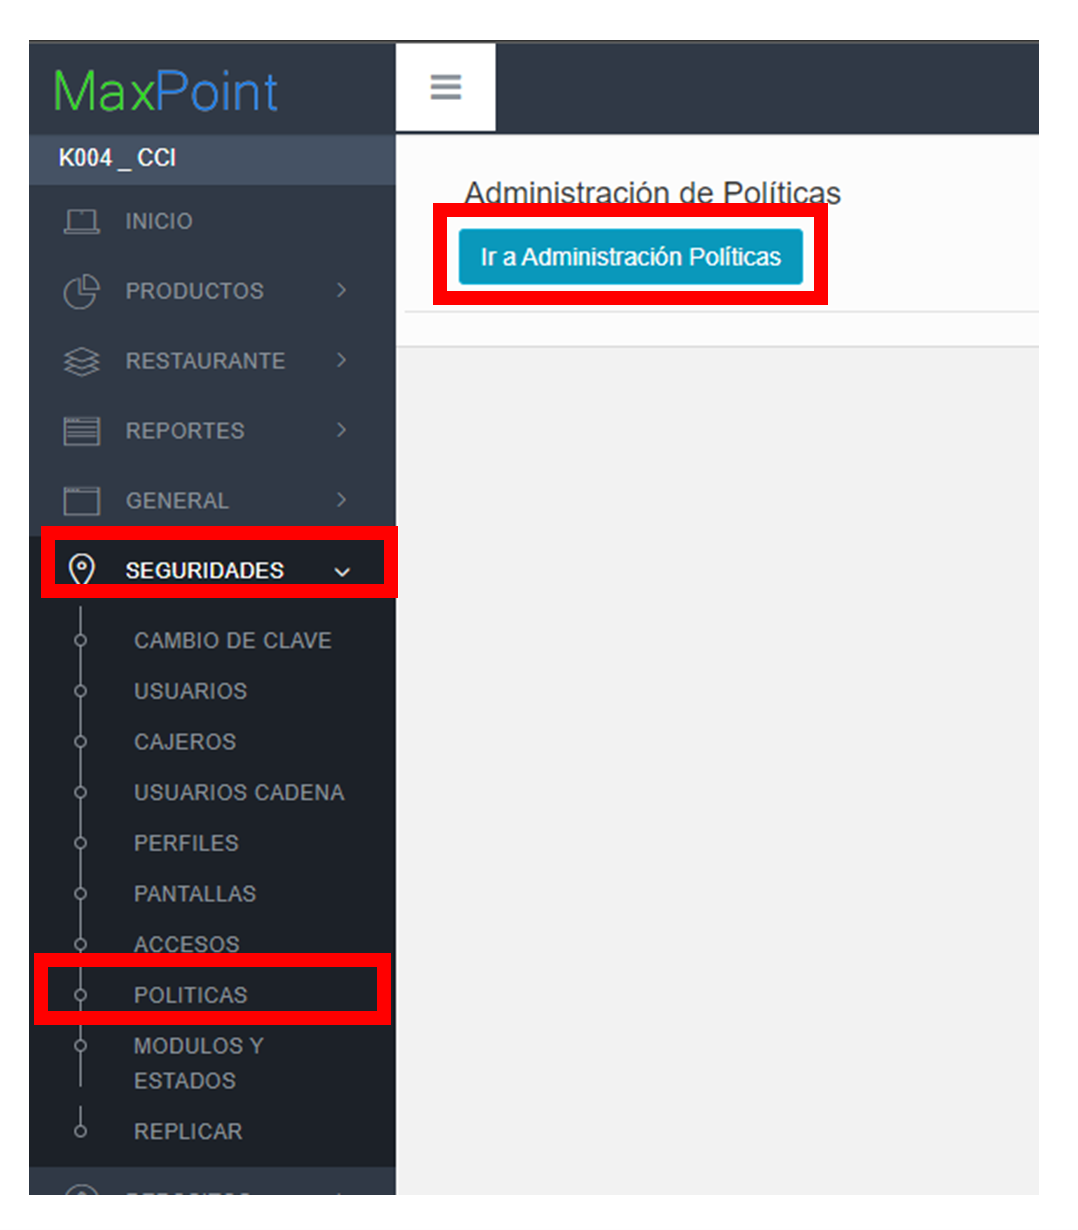 MaxPoint
K004 _ CCI
INICIO
PRODUCTOS
RESTAURANTE
REPORTES
GENERAL
SEGURIDADES
CAMBIO DE CLAVE
USUARIOS
CAJEROS
USUARIOS CADENA
PERFILES
PANTALLAS
ACCESOS
POLITICAS
MODULOS Y
ESTADOS
REPLICAR
Administración de Políticas
Ir a Administración Políticas